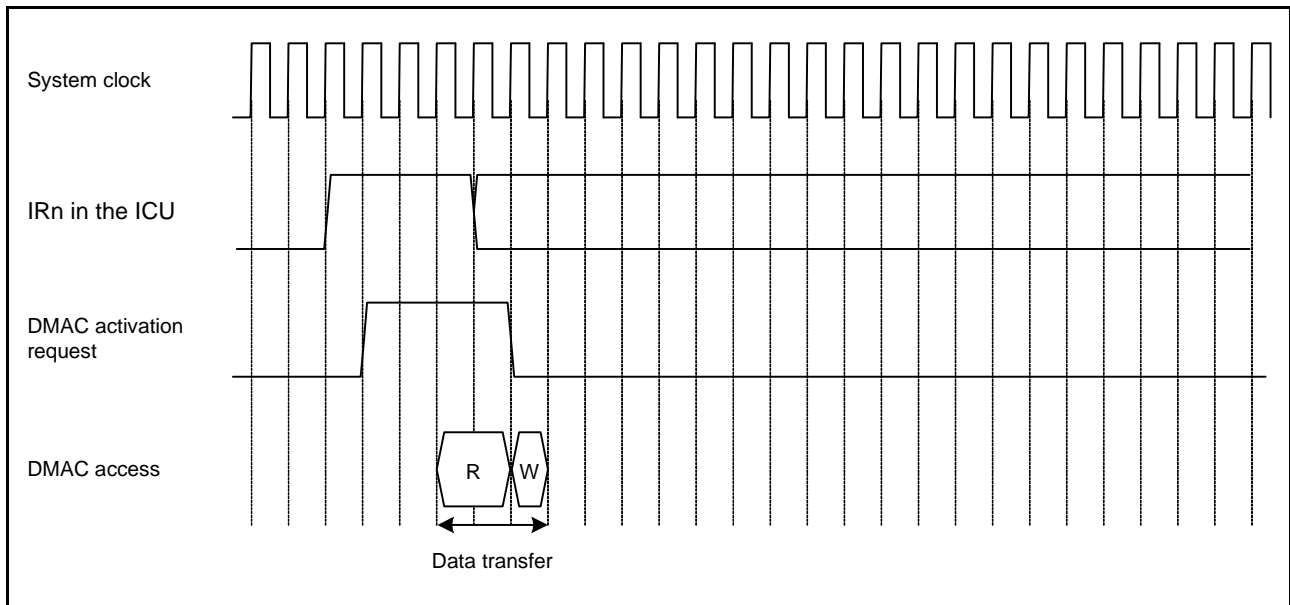 System clock
IRn in the ICU
DMAC activation
request
DMAC access
R
W
Data transfer